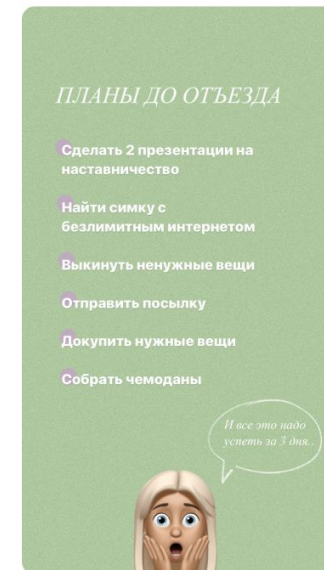 ПЛАНЫ ДО ОТЪЕЗДА
Сделать 2 презентации на
наставничество
Найти симку с
безлимитным интернетом
Выкинуть ненужные вещи
Отправить посылку
Докупить нужные вещи
Собрать чемоданы
И все это надо
успеть за 3 дня..